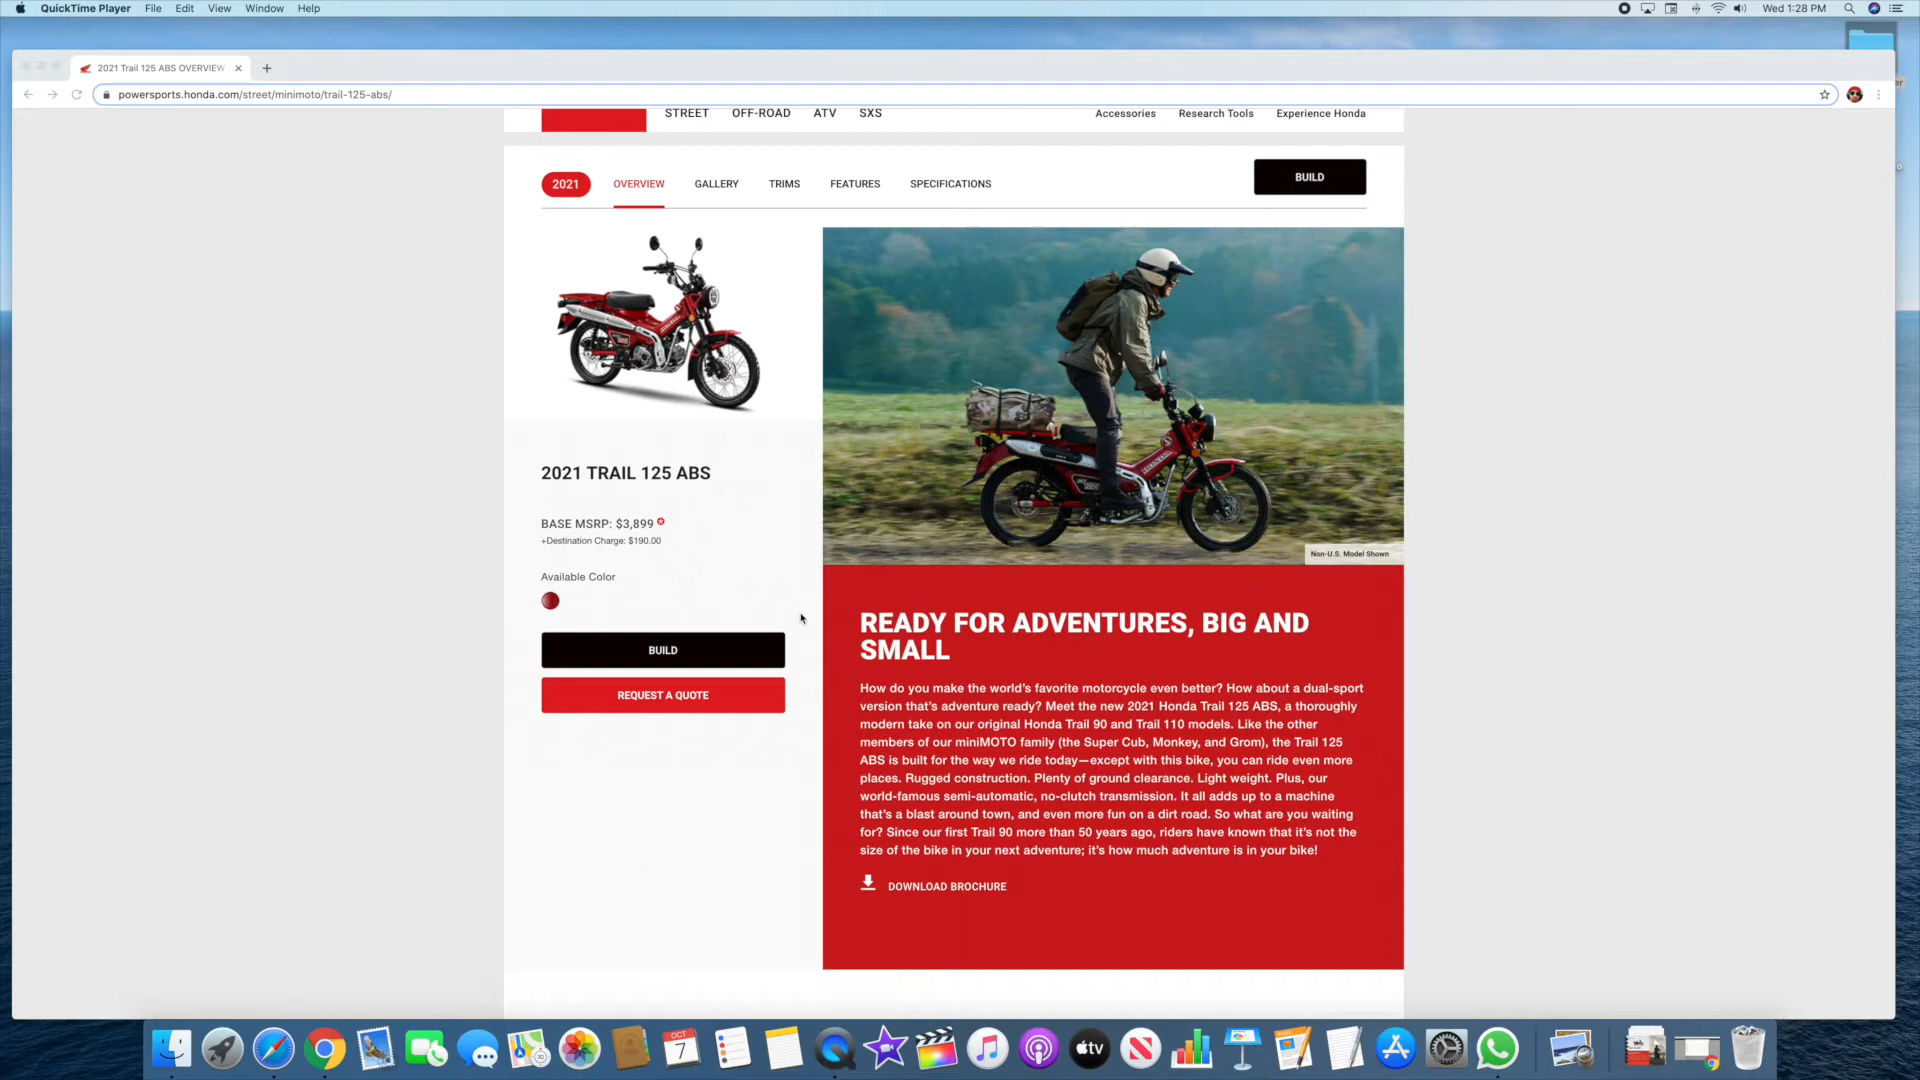 QuickTime Player File Edit View Window Help
Wed 1:28 PM
2021 Trail 125 ABS OVERVIEW
powersports.honda.com/street/minimoto/trail-125-abs/
STREET OFF-ROAD ATV SXS
Accessories Research Tools Experience Honda
2021 OVERVIEW GALLERY TRIMS FEATURES SPECIFICATIONS
BUILD
2021 TRAIL 125 ABS
BASE MSRP: $3,899
+Destination Charge: $190.00
Available Color
BUILD
REQUEST A QUOTE
Non-U.S. Model Shown
READY FOR ADVENTURES, BIG AND
SMALL
How do you make the world's favorite motorcycle even better? How about a dual-sport
version that's adventure ready? Meet the new 2021 Honda Trail 125 ABS, a thoroughly
modern take on our original Honda Trail 90 and Trail 110 models. Like the other
members of our miniMOTO family (the Super Cub, Monkey, and Grom), the Trail 125
ABS is built for the way we ride today—except with this bike, you can ride even more
places. Rugged construction. Plenty of ground clearance. Light weight. Plus, our
world-famous semi-automatic, no-clutch transmission. It all adds up to a machine
that's a blast around town, and even more fun on a dirt road. So what are you waiting
for? Since our first Trail 90 more than 50 years ago, riders have known that it's not the
size of the bike in your next adventure; it's how much adventure is in your bike!
DOWNLOAD BROCHURE
OCT
7
tv